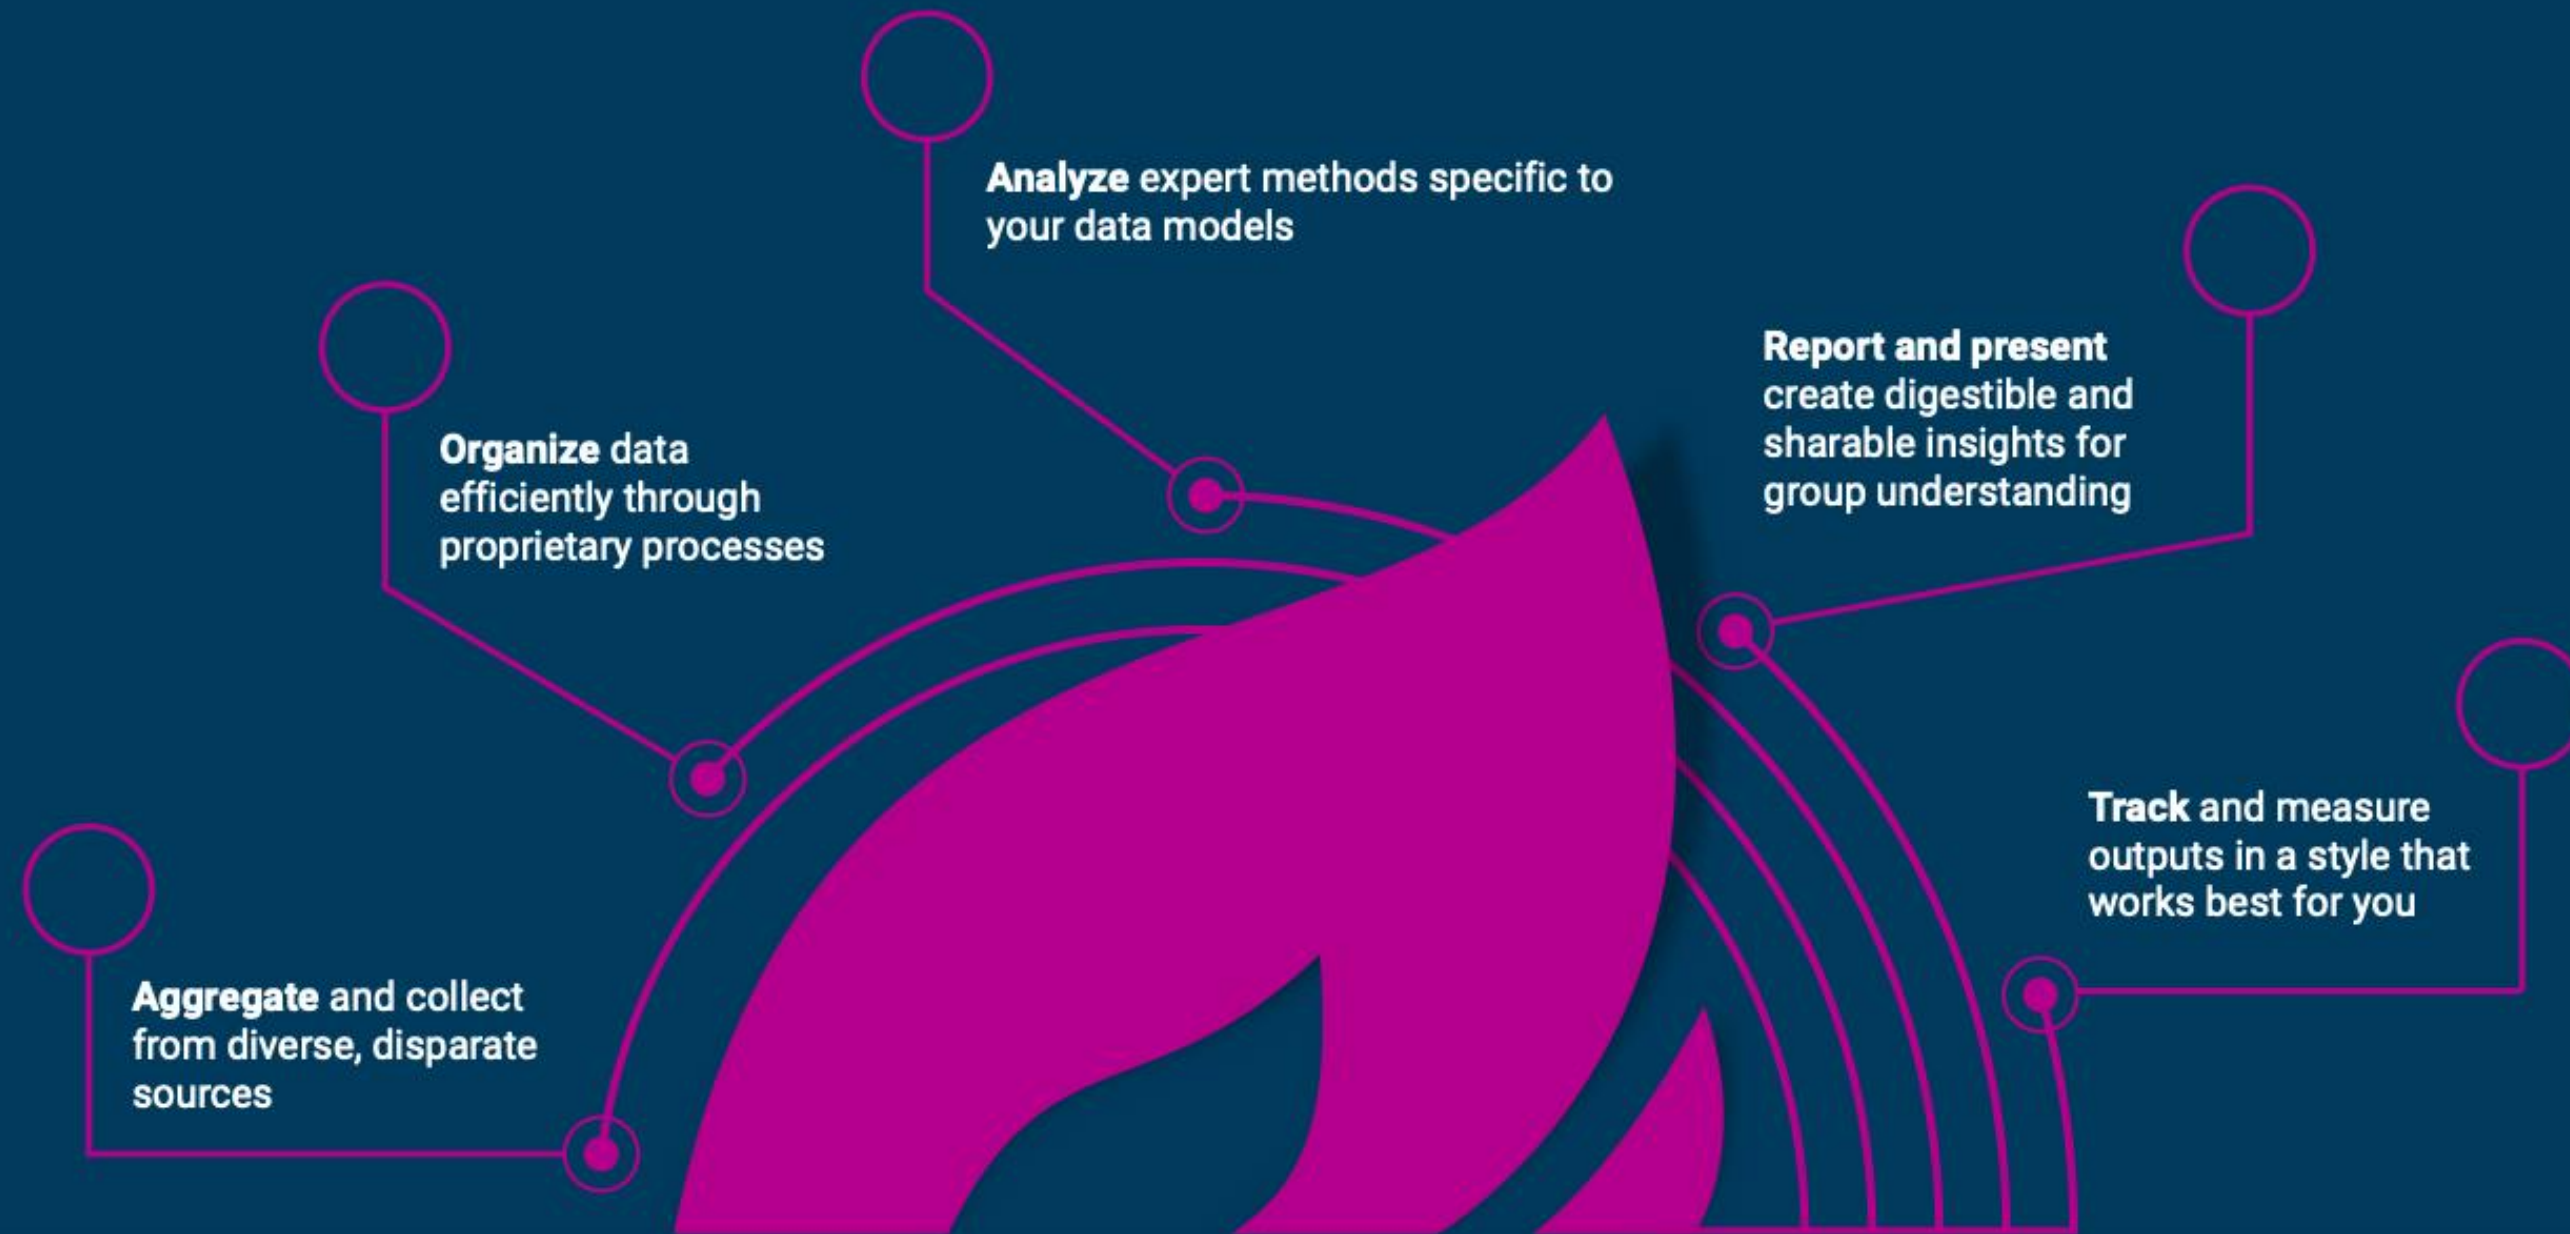 Analyze expert methods specific to
your data models
Report and present
create digestible and
sharable insights for
group understanding
Organize data
efficiently through
proprietary processes
Track and measure
outputs in a style that
works best for you
Aggregate and collect
from diverse, disparate
sources